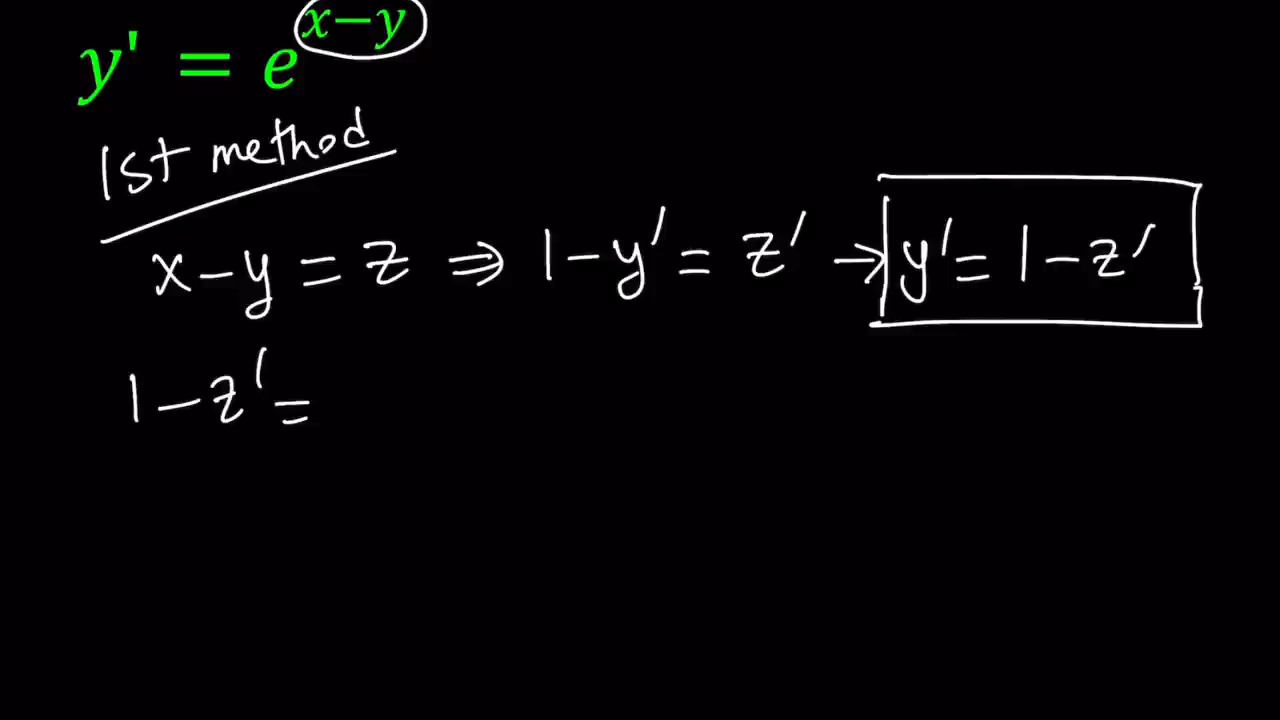 y' = e^{x−y}
1st method
x−y = z ⇒ 1−y' = z' → y' = 1−z'
1−z' =